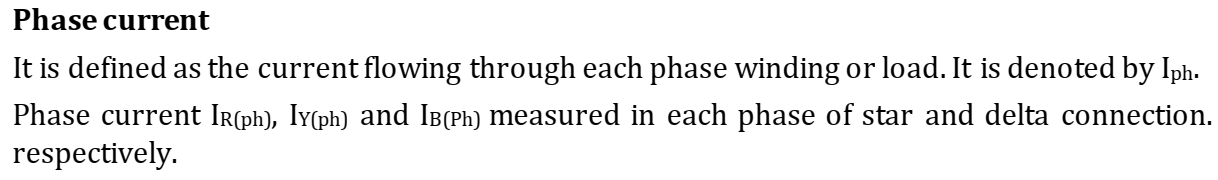 Phase current
It is defined as the current flowing through each phase winding or load. It is denoted by Iph.
Phase current IR(ph), IY(ph) and IB(Ph) measured in each phase of star and delta connection.
respectively.